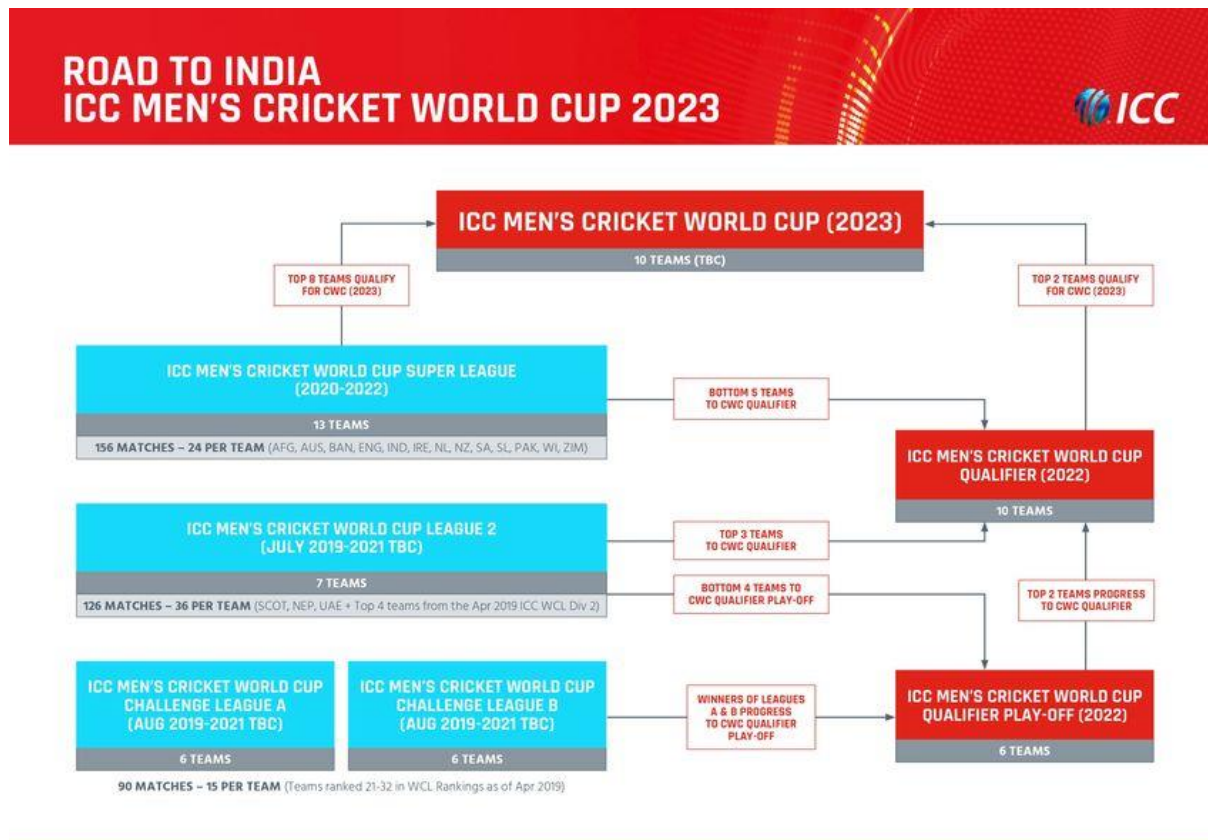 ROAD TO INDIA
ICC MEN'S CRICKET WORLD CUP 2023
ICC
ICC MEN'S CRICKET WORLD CUP (2023)
10 TEAMS (TBC)
TOP 8 TEAMS QUALIFY
FOR CWC (2023)
TOP 2 TEAMS QUALIFY
FOR CWC (2023)
ICC MEN'S CRICKET WORLD CUP SUPER LEAGUE
(2020-2022)
13 TEAMS
156 MATCHES – 24 PER TEAM (AFG, AUS, BAN, ENG, IND, IRE, NL, NZ, SA, SL, PAK, WI, ZIM)
BOTTOM 5 TEAMS
TO CWC QUALIFIER
ICC MEN'S CRICKET WORLD CUP
QUALIFIER (2022)
10 TEAMS
ICC MEN'S CRICKET WORLD CUP LEAGUE 2
(JULY 2019-2021 TBC)
7 TEAMS
126 MATCHES – 36 PER TEAM (SCOT, NEP, UAE + Top 4 teams from the Apr 2019 ICC WCL Div 2)
TOP 3 TEAMS
TO CWC QUALIFIER
BOTTOM 4 TEAMS TO
CWC QUALIFIER PLAY-OFF
TOP 2 TEAMS PROGRESS
TO CWC QUALIFIER
ICC MEN'S CRICKET WORLD CUP
CHALLENGE LEAGUE A
(AUG 2019-2021 TBC)
6 TEAMS
ICC MEN'S CRICKET WORLD CUP
CHALLENGE LEAGUE B
(AUG 2019-2021 TBC)
6 TEAMS
90 MATCHES – 15 PER TEAM (Teams ranked 21-32 in WCL Rankings as of Apr 2019)
WINNERS OF LEAGUES
A & B PROGRESS
TO CWC QUALIFIER
PLAY-OFF
ICC MEN'S CRICKET WORLD CUP
QUALIFIER PLAY-OFF (2022)
6 TEAMS